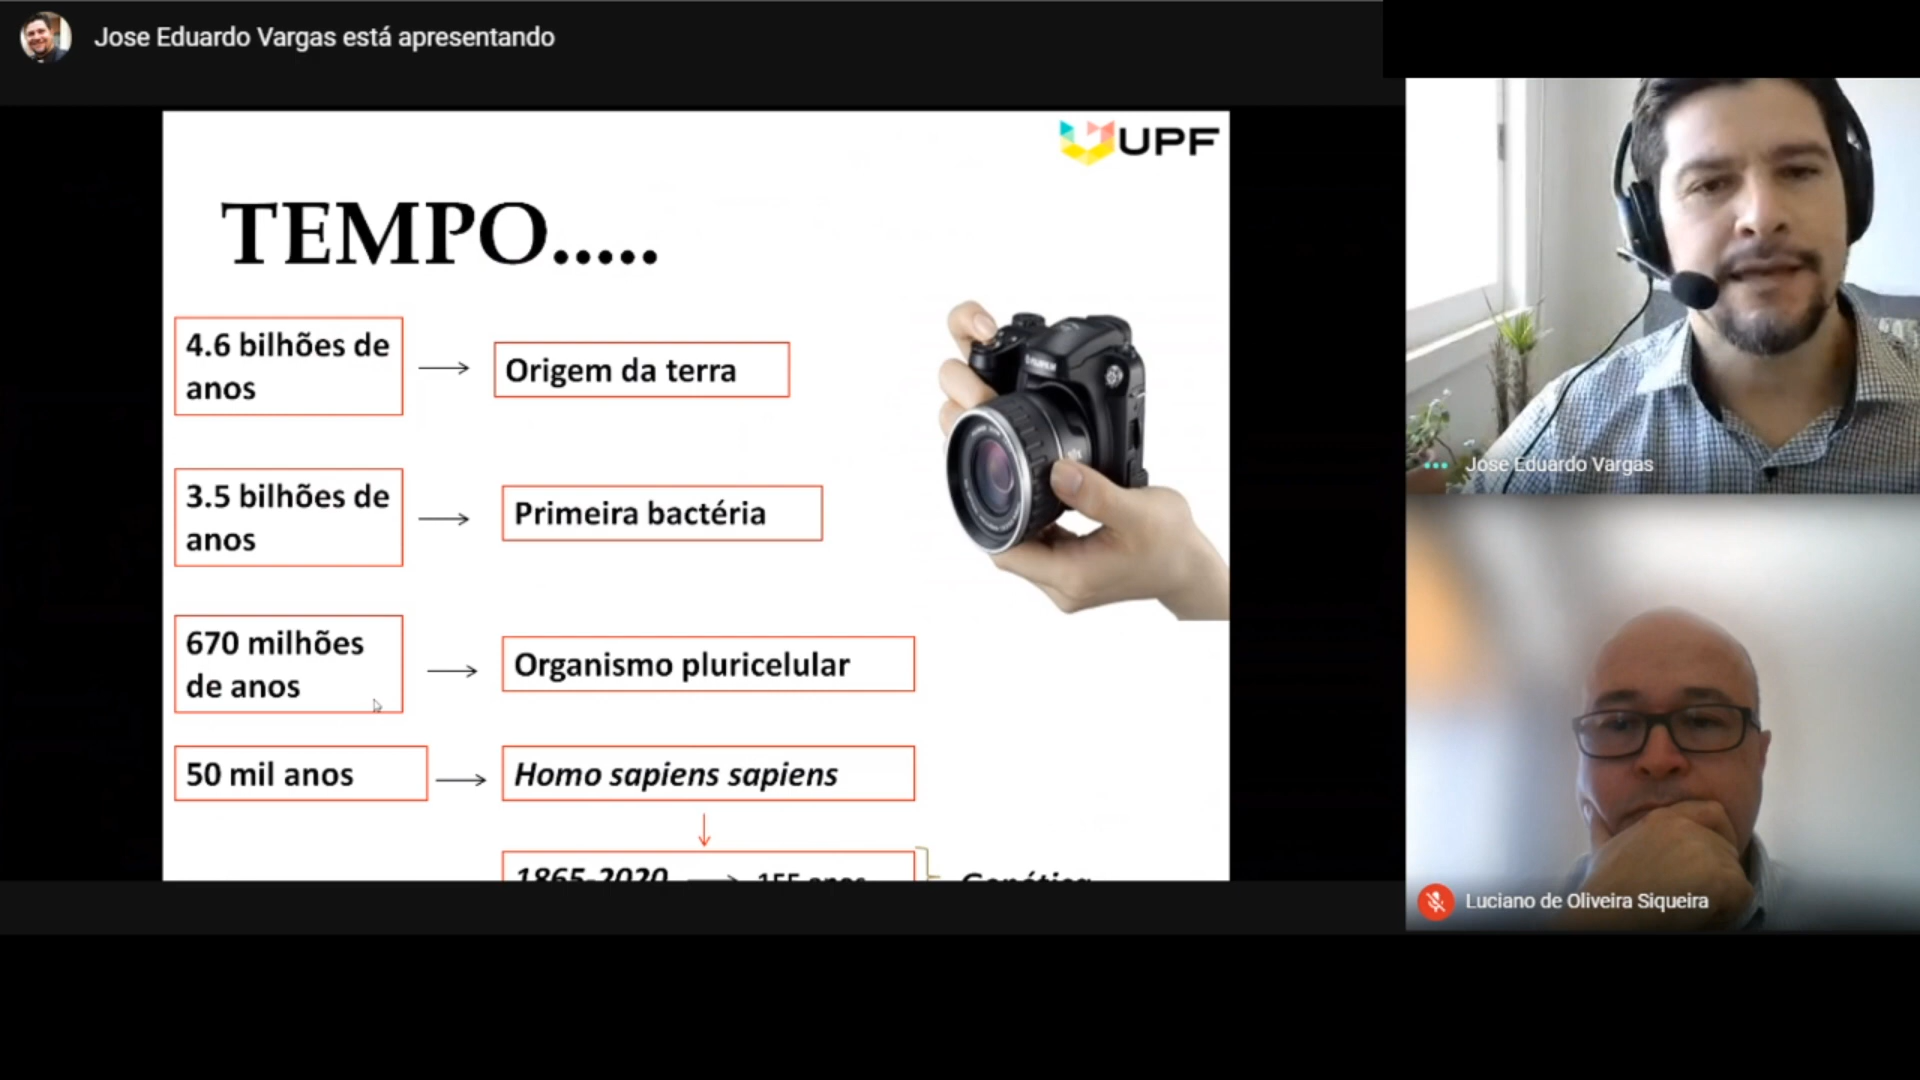 Jose Eduardo Vargas está apresentando
UPF
TEMPO.....
4.6 bilhões de
anos
Origem da terra
3.5 bilhões de
anos
Primeira bactéria
670 milhões
de anos
Organismo pluricelular
50 mil anos
Homo sapiens sapiens
1865-2020
155 anos
Genética
Jose Eduardo Vargas
Luciano de Oliveira Siqueira